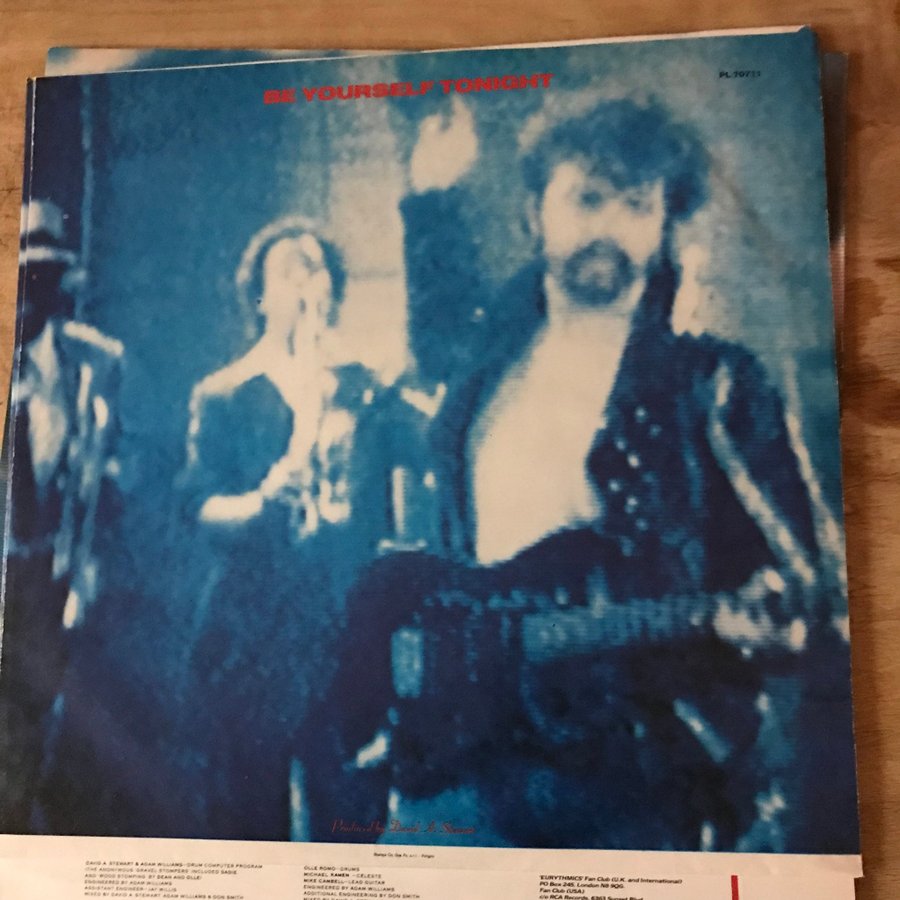 BE YOURSELF TONIGHT
PL 70711
Produced by David A. Stewart
DAVID A. STEWART & ADAM WILLIAMS—DRUM COMPUTER PROGRAM
(THE ANONYMOUS 'GRAVEL STOMPERS' INCLUDED SADIE
AND 'WOOD STOMPING' BY DEAN AND OLLE)
ENGINEERED BY ADAM WILLIAMS
ASSISTANT ENGINEER—JAY WILLIS
MIXED BY DAVID A. STEWART ADAM WILLIAMS & DON SMITH
OLLE ROMO—DRUMS
MICHAEL KAMEN—CELESTE
MIKE CAMBELL—LEAD GUITAR
ENGINEERED BY ADAM WILLIAMS
ADDITIONAL ENGINEERING BY DON SMITH
'EURYTHMICS' Fan Club (U.K. and International)
PO Box 245, London N8 9QG.
Fan Club (USA)
c/o RCA Records, 6363 Sunset